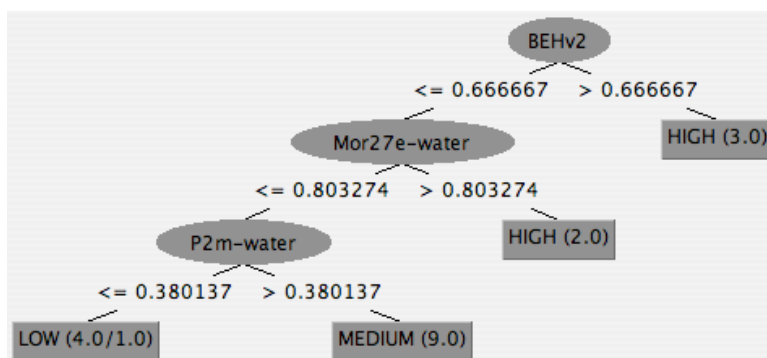 BEHv2
<= 0.666667 > 0.666667
Mor27e-water HIGH (3.0)
<= 0.803274 > 0.803274
P2m-water HIGH (2.0)
<= 0.380137 > 0.380137
LOW (4.0/1.0) MEDIUM (9.0)